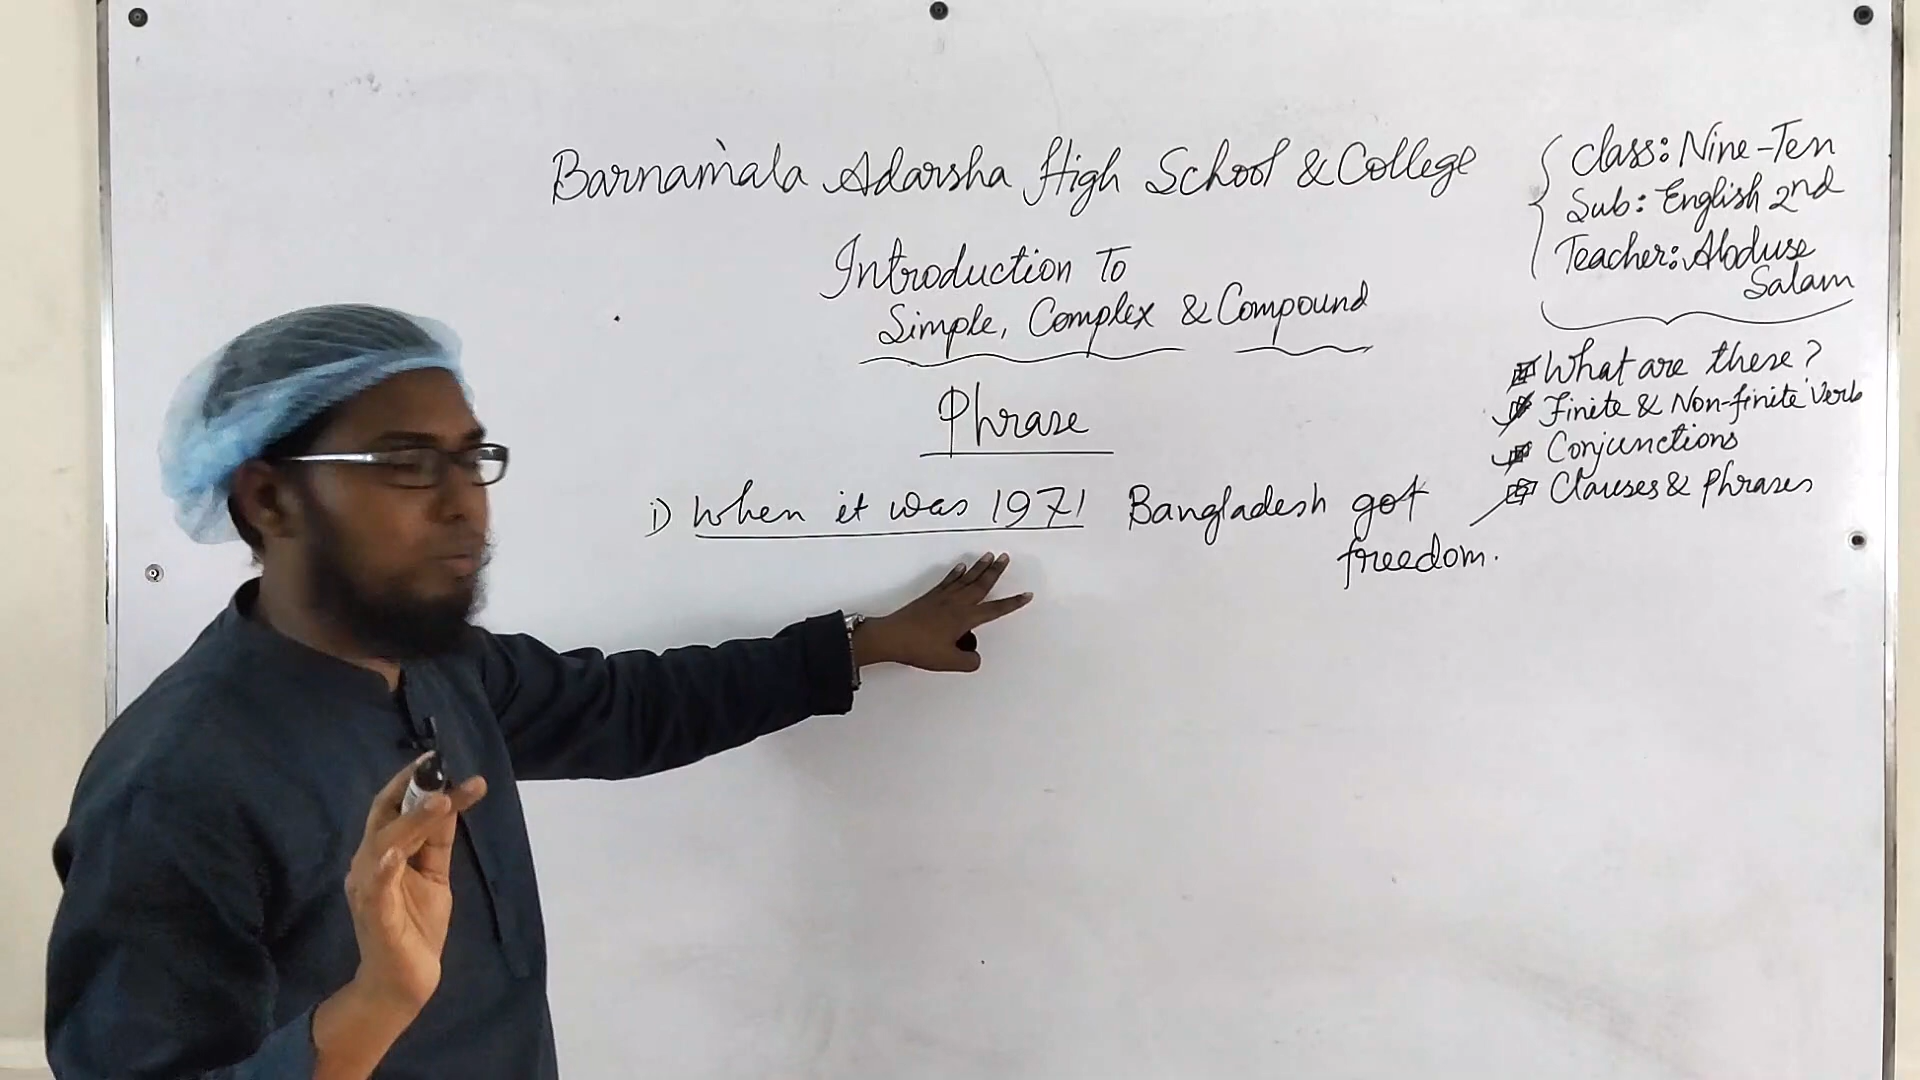 Barnamala Adarsha High School & College
Introduction To
Simple, Complex & Compound
Phrase
i) When it was 1971 Bangladesh got
freedom.
Class: Nine-Ten
Sub: English 2nd
Teacher: Abduse
Salam
What are these?
Finite & Non-finite Verb
Conjunctions
Clauses & Phrases